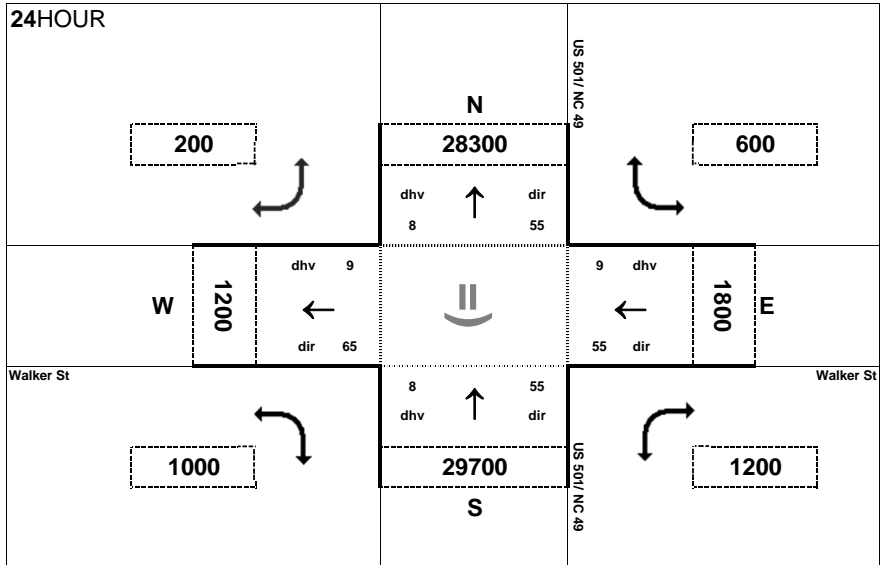 24HOUR
US 501/ NC 49
N
200
28300
600
dhv
dir
8
55
dhv 9
9 dhv
W
1200
1800
E
dir 65
55 dir
Walker St
Walker St
8
55
dhv
dir
1000
29700
1200
US 501/ NC 49
S